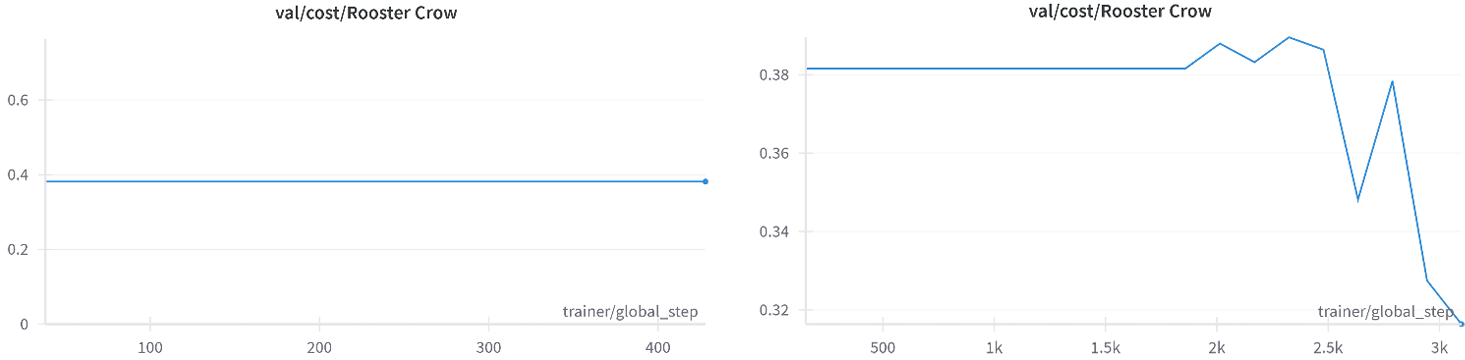 val/cost/Rooster Crow
0.6
0.4
0.2
0
trainer/global_step
100 200 300 400
val/cost/Rooster Crow
0.38
0.36
0.34
0.32
trainer/global_step
500 1k 1.5k 2k 2.5k 3k